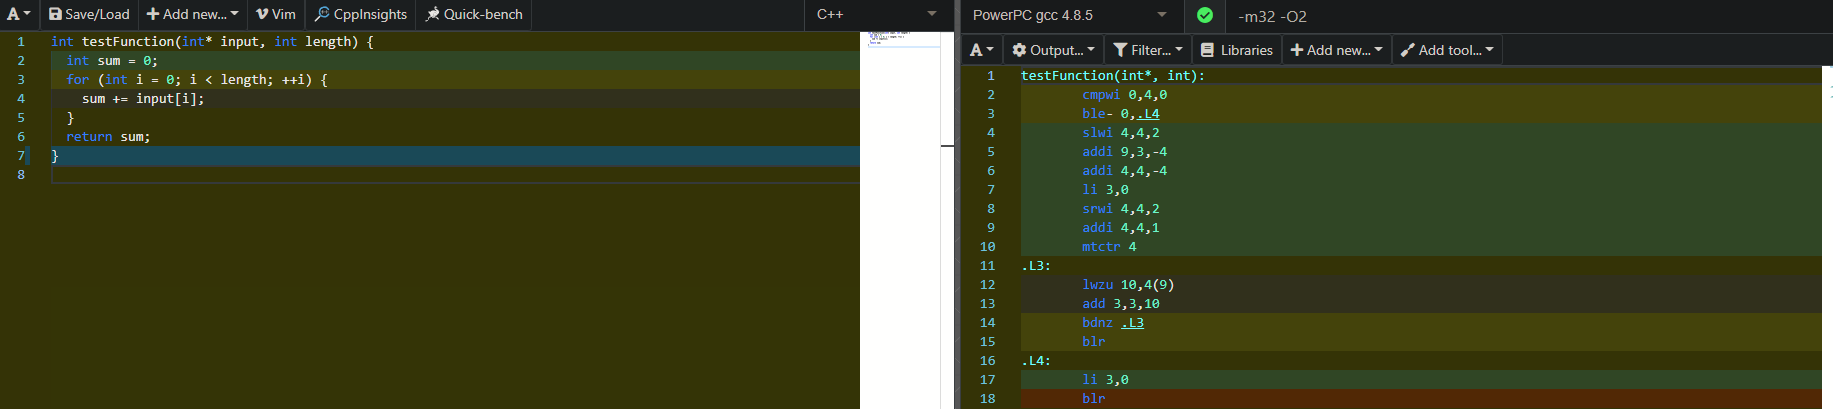 A Save/Load Add new... Vim CppInsights Quick-bench C++
1 int testFunction(int* input, int length) {
2 int sum = 0;
3 for (int i = 0; i < length; ++i) {
4 sum += input[i];
5 }
6 return sum;
7 }
8
PowerPC gcc 4.8.5 -m32 -O2
A Output... Filter... Libraries Add new... Add tool...
1 testFunction(int*, int):
2 cmpwi 0,4,0
3 ble- 0,.L4
4 slwi 4,4,2
5 addi 9,3,-4
6 addi 4,4,-4
7 li 3,0
8 srwi 4,4,2
9 addi 4,4,1
10 mtctr 4
11 .L3:
12 lwzu 10,4(9)
13 add 3,3,10
14 bdnz .L3
15 blr
16 .L4:
17 li 3,0
18 blr